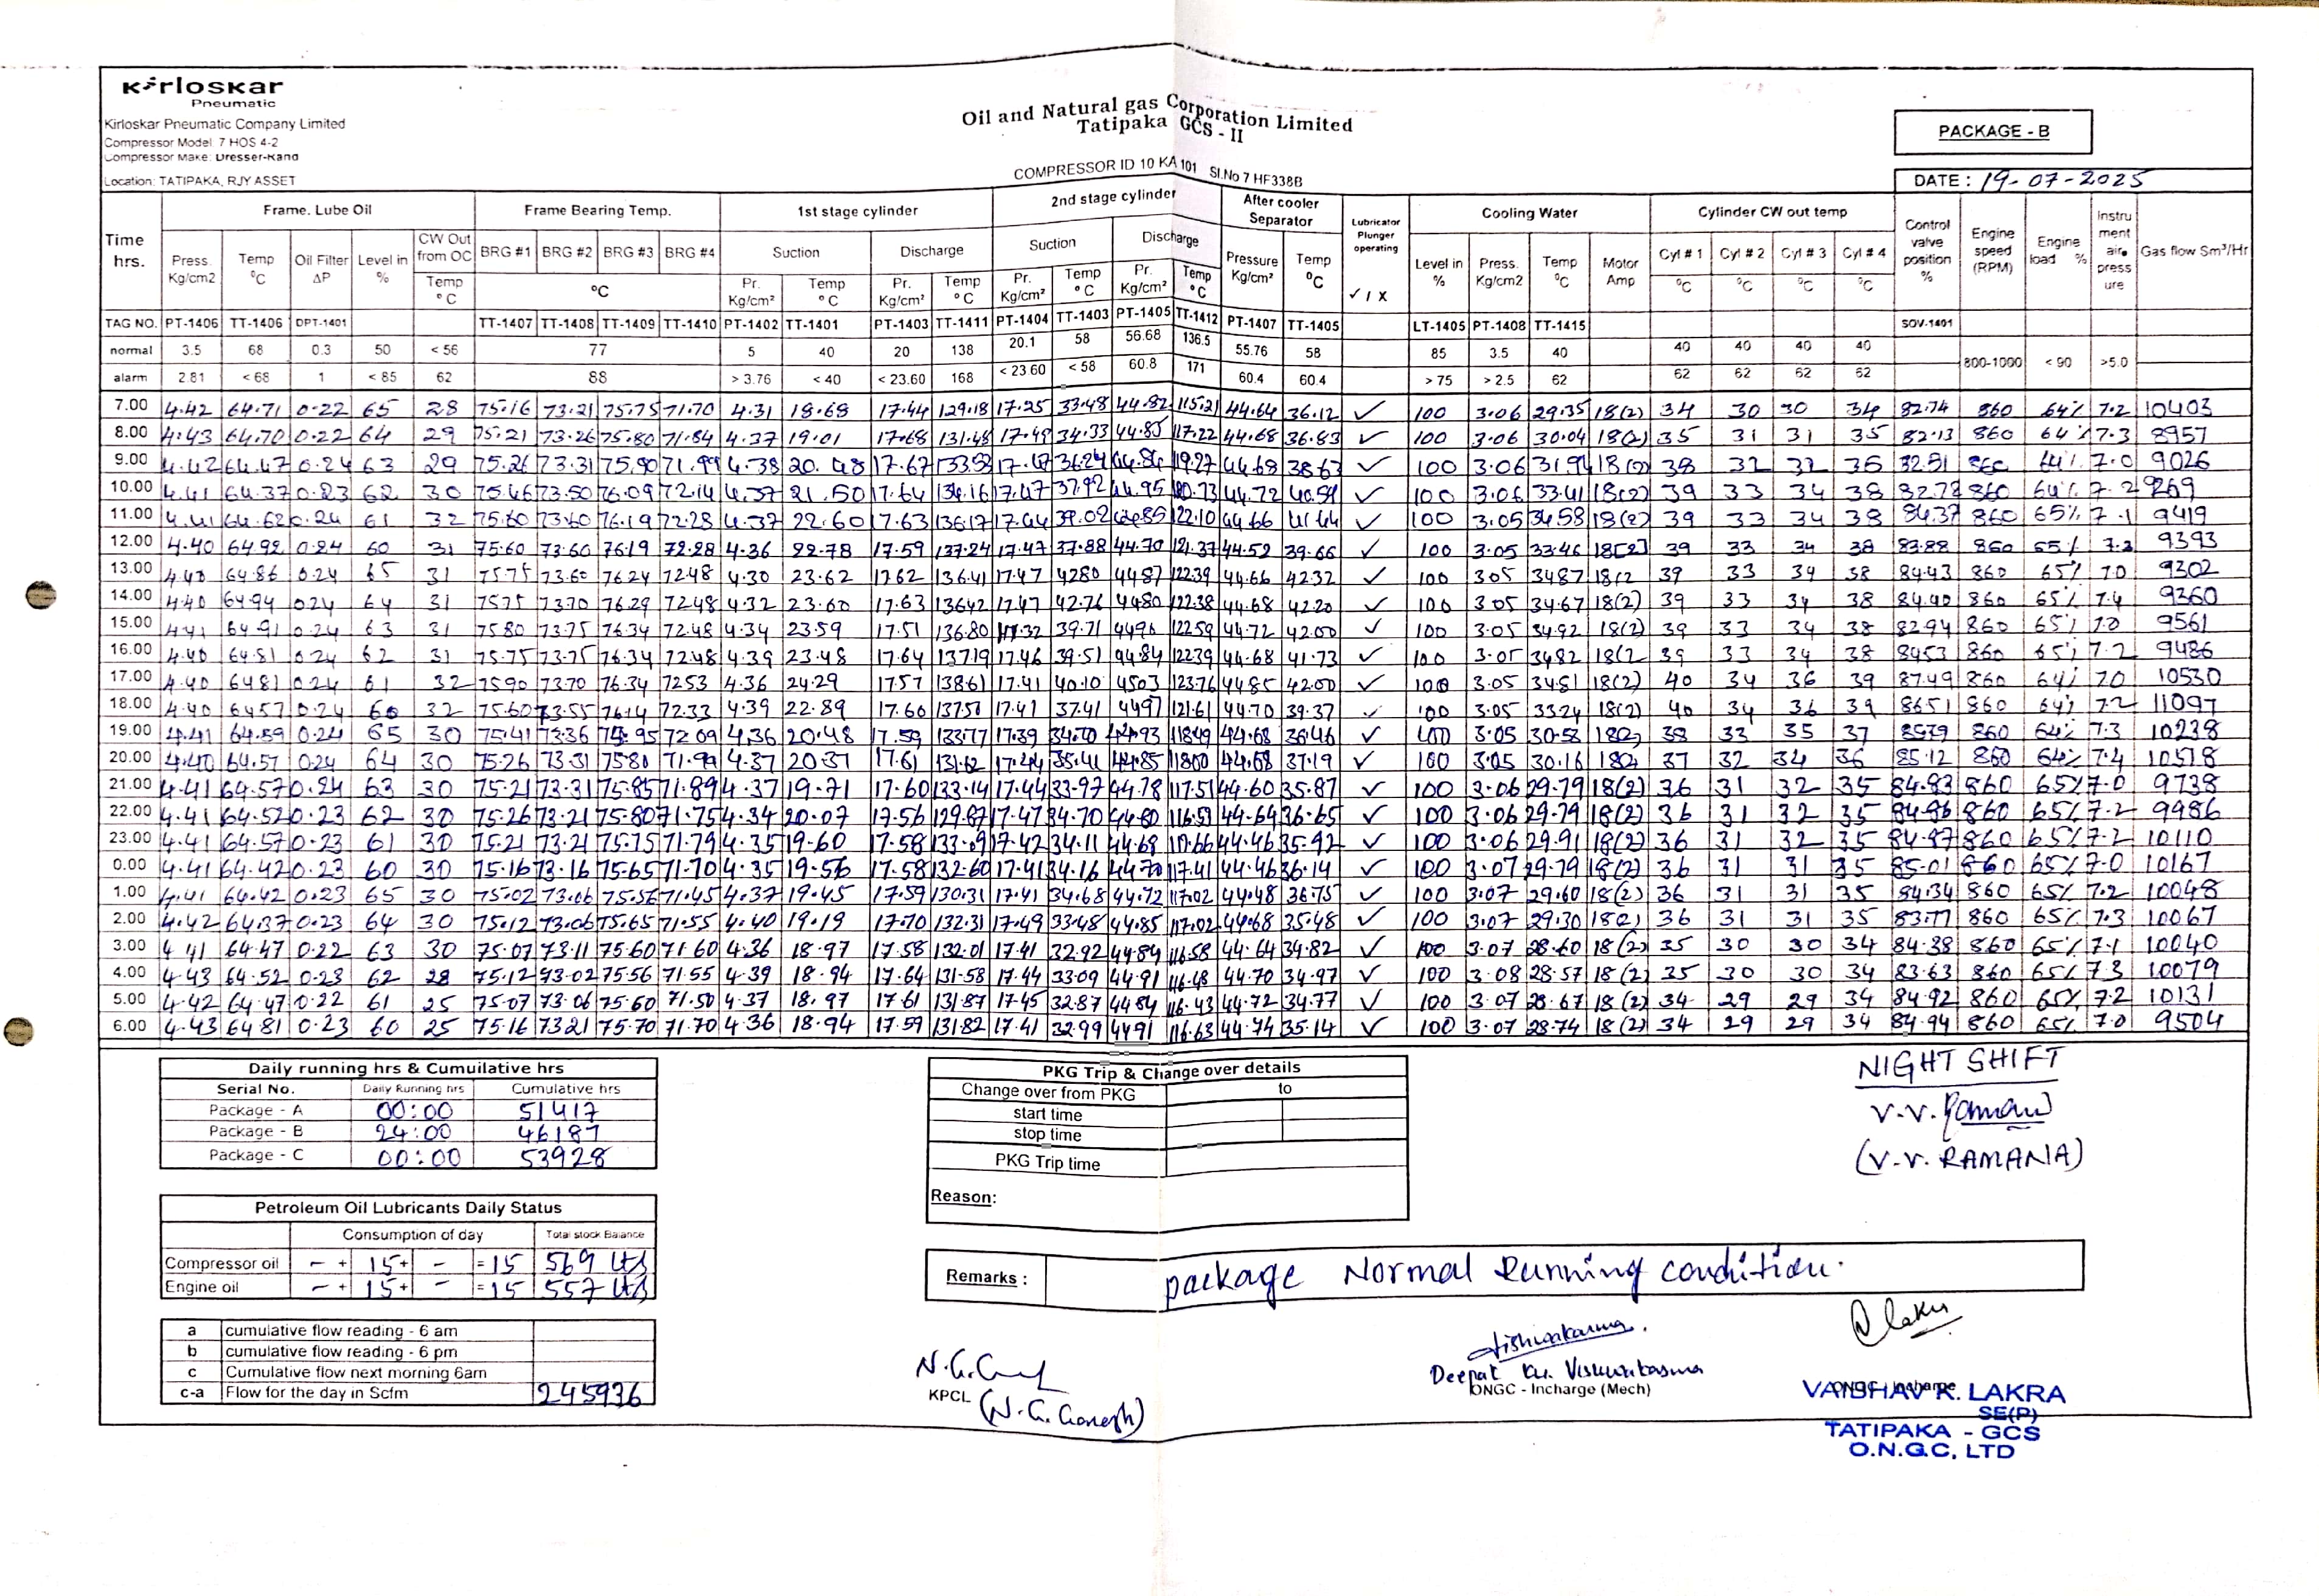 Kirloskar
Pneumatic
Kirloskar Pneumatic Company Limited
Compressor Model: 7 HOS 4-2
Compressor Make: Dresser-Rand
Location: TATIPAKA, RJY ASSET
Oil and Natural gas Corporation Limited
Tatipaka GCS - II
COMPRESSOR ID 10 KA 101 Sl.No 7 HF338B
PACKAGE - B
DATE : 19-07-2025
Time hrs. Frame. Lube Oil Frame Bearing Temp. 1st stage cylinder 2nd stage cylinder After cooler Separator Lubricator Plunger operating Cooling Water Cylinder CW out temp Control valve position % Engine speed (RPM) Engine load % Instru ment air press ure Gas flow Sm³/Hr
CW Out from OC BRG #1 BRG #2 BRG #3 BRG #4 Suction Discharge Suction Discharge
Press. Kg/cm2 Temp ⁰C Oil Filter ΔP Level in % Temp ° C ⁰C Pr. Kg/cm² Temp ° C Pr. Kg/cm² Temp ° C Pr. Kg/cm² Temp ° C Pr. Kg/cm² Temp ° C Pressure Kg/cm² Temp ⁰C ✓ / X Level in % Press. Kg/cm2 Temp ⁰C Motor Amp Cyl # 1 ⁰C Cyl # 2 ⁰C Cyl # 3 ⁰C Cyl # 4 ⁰C
TAG NO. PT-1406 TT-1406 DPT-1401 TT-1407 TT-1408 TT-1409 TT-1410 PT-1402 TT-1401 PT-1403 TT-1411 PT-1404 TT-1403 PT-1405 TT-1412 PT-1407 TT-1405 LT-1405 PT-1408 TT-1415 SOV-1401
normal 3.5 68 0.3 50 < 56 77 5 40 20 138 20.1 58 56.68 136.5 55.76 58 85 3.5 40 40 40 40 40 800-1000 < 90 >5.0
alarm 2.81 < 68 1 < 85 62 88 > 3.76 < 40 < 23.60 168 < 23.60 < 58 60.8 171 60.4 60.4 > 75 > 2.5 62 62 62 62 62
7.00 4.42 64.71 0.22 65 28 75.16 73.21 75.75 71.70 4.31 18.68 17.44 129.18 17.25 33.48 44.82 115.21 44.64 36.12 ✓ 100 3.06 29.35 18(2) 34 30 30 34 82.74 860 64% 7.2 10403
8.00 4.43 64.70 0.22 64 29 75.21 73.26 75.80 71.84 4.37 19.01 17.68 131.48 17.49 34.33 44.85 117.22 44.68 36.83 ✓ 100 3.06 30.04 18(2) 35 31 31 35 82.13 860 64% 7.3 8957
9.00 4.42 64.47 0.24 63 29 75.26 73.31 75.90 71.99 4.38 20.48 17.67 133.52 17.47 36.24 44.86 119.27 44.68 38.63 ✓ 100 3.06 31.94 18(2) 38 32 32 36 82.51 860 64% 7.0 9026
10.00 4.41 64.37 0.23 62 30 75.46 73.50 76.09 72.14 4.37 21.50 17.64 134.16 17.47 37.92 44.95 120.73 44.72 40.51 ✓ 100 3.06 33.41 18(2) 39 33 34 38 82.72 860 64% 7.2 9269
11.00 4.41 64.62 0.24 61 32 75.60 73.60 76.19 72.28 4.37 22.60 17.63 136.17 17.44 39.02 44.85 122.10 44.66 41.44 ✓ 100 3.05 34.58 18(2) 39 33 34 38 84.37 860 65% 7.1 9419
12.00 4.40 64.92 0.24 60 31 75.60 73.60 76.19 72.28 4.36 22.78 17.59 137.24 17.47 37.88 44.70 121.37 44.52 39.66 ✓ 100 3.05 33.46 18(2) 39 33 34 38 83.88 860 65% 7.2 9393
13.00 4.40 64.86 0.24 65 31 75.75 73.60 76.24 72.48 4.30 23.62 17.62 136.41 17.47 42.80 44.87 122.39 44.66 42.32 ✓ 100 3.05 34.87 18(2 39 33 34 38 84.43 860 65% 7.0 9302
14.00 4.40 64.94 0.24 64 31 75.75 73.70 76.29 72.48 4.32 23.60 17.63 136.42 17.47 42.76 44.80 122.38 44.68 42.20 ✓ 100 3.05 34.67 18(2) 39 33 34 38 84.40 860 65% 7.4 9360
15.00 4.41 64.91 0.24 63 31 75.80 73.75 76.34 72.48 4.34 23.59 17.51 136.80 17.32 39.71 44.96 122.59 44.72 42.00 ✓ 100 3.05 34.92 18(2) 39 33 34 38 82.94 860 65% 7.0 9561
16.00 4.40 64.81 0.24 62 31 75.75 73.75 76.34 72.48 4.39 23.48 17.64 137.19 17.46 39.51 44.84 122.39 44.68 41.73 ✓ 100 3.05 34.82 18(2 39 33 34 38 84.53 860 65% 7.2 9486
17.00 4.40 64.81 0.24 61 32 75.90 73.70 76.34 72.53 4.36 24.29 17.57 138.61 17.41 40.10 45.03 123.76 44.85 42.00 ✓ 100 3.05 34.81 18(2) 40 34 36 39 87.49 860 64% 7.0 10530
18.00 4.40 64.57 0.24 60 32 75.60 73.55 76.14 72.33 4.39 22.89 17.60 137.51 17.41 37.41 44.97 121.61 44.70 39.37 ✓ 100 3.05 33.24 18(2) 40 34 36 39 86.51 860 64% 7.2 11097
19.00 4.41 64.59 0.24 65 30 75.41 73.36 75.95 72.09 4.36 20.48 17.59 133.77 17.39 34.70 44.93 118.49 44.68 36.46 ✓ 100 3.05 30.58 18(2) 38 33 35 37 85.79 860 64% 7.3 10238
20.00 4.40 64.57 0.24 64 30 75.26 73.31 75.80 71.99 4.37 20.31 17.61 131.62 17.44 35.41 44.85 118.00 44.68 37.19 ✓ 100 3.05 30.16 18(2) 37 32 34 36 85.12 860 64% 7.4 10518
21.00 4.41 64.57 0.24 63 30 75.21 73.31 75.85 71.89 4.37 19.71 17.60 133.14 17.44 33.97 44.78 117.51 44.60 35.87 ✓ 100 3.06 29.79 18(2) 36 31 32 35 84.83 860 65% 7.0 9738
22.00 4.41 64.52 0.23 62 30 75.26 73.21 75.80 71.75 4.34 20.07 17.56 129.87 17.47 34.70 44.80 116.59 44.64 36.65 ✓ 100 3.06 29.79 18(2) 36 31 32 35 84.86 860 65% 7.2 9986
23.00 4.41 64.57 0.23 61 30 75.21 73.21 75.75 71.79 4.35 19.60 17.58 133.09 17.42 34.11 44.68 117.66 44.46 35.92 ✓ 100 3.06 29.91 18(2) 36 31 32 35 84.87 860 65% 7.2 10110
0.00 4.41 64.42 0.23 60 30 75.16 73.16 75.65 71.70 4.35 19.56 17.58 132.60 17.41 34.16 44.70 117.41 44.46 36.14 ✓ 100 3.07 29.79 18(2) 36 31 31 35 85.01 860 65% 7.0 10167
1.00 4.41 64.42 0.23 65 30 75.02 73.06 75.56 71.45 4.37 19.45 17.59 130.31 17.41 34.68 44.72 117.02 44.48 36.75 ✓ 100 3.07 29.60 18(2) 36 31 31 35 84.34 860 65% 7.2 10048
2.00 4.42 64.37 0.23 64 30 75.12 73.06 75.65 71.55 4.40 19.19 17.70 132.31 17.49 33.48 44.85 117.02 44.68 35.48 ✓ 100 3.07 29.30 18(2) 36 31 31 35 83.77 860 65% 7.3 10067
3.00 4.41 64.47 0.22 63 30 75.07 73.11 75.60 71.60 4.36 18.97 17.58 132.01 17.41 32.92 44.84 116.58 44.64 34.82 ✓ 100 3.07 28.60 18(2) 35 30 30 34 84.38 860 65% 7.1 10040
4.00 4.43 64.52 0.23 62 28 75.12 73.02 75.56 71.55 4.39 18.94 17.64 131.58 17.44 33.09 44.91 116.48 44.70 34.97 ✓ 100 3.08 28.57 18(2) 35 30 30 34 83.63 860 65% 7.3 10079
5.00 4.42 64.47 0.22 61 25 75.07 73.06 75.60 71.50 4.37 18.97 17.61 131.87 17.45 32.87 44.84 116.43 44.72 34.77 ✓ 100 3.07 28.67 18(2) 34 29 29 34 84.92 860 65% 7.2 10131
6.00 4.43 64.81 0.23 60 25 75.16 73.21 75.70 71.70 4.36 18.94 17.59 131.82 17.41 32.99 44.91 116.63 44.74 35.14 ✓ 100 3.07 28.74 18(2) 34 29 29 34 84.94 860 65% 7.0 9504
Daily running hrs & Cumuilative hrs
Serial No. Daily Running hrs Cumulative hrs
Package - A 00:00 51417
Package - B 24:00 46187
Package - C 00:00 53928
PKG Trip & Change over details
Change over from PKG to
start time
stop time
PKG Trip time
Reason:
NIGHT SHIFT
V.V. Ramana
(V.V. RAMANA)
Petroleum Oil Lubricants Daily Status
Consumption of day Total stock Balance
Compressor oil - + 15 + - = 15 569 Lts
Engine oil - + 15 + - = 15 557 Lts
Remarks : package Normal Running condition.
a cumulative flow reading - 6 am
b cumulative flow reading - 6 pm
c Cumulative flow next morning 6am
c-a Flow for the day in Scfm 245936
KPCL
(N.G. Ganesh)
Deepak Ku. Vishwakarma
ONGC - Incharge (Mech)
ONGC - Incharge
VAIBHAV K. LAKRA
SE(P)
TATIPAKA - GCS
O.N.G.C, LTD